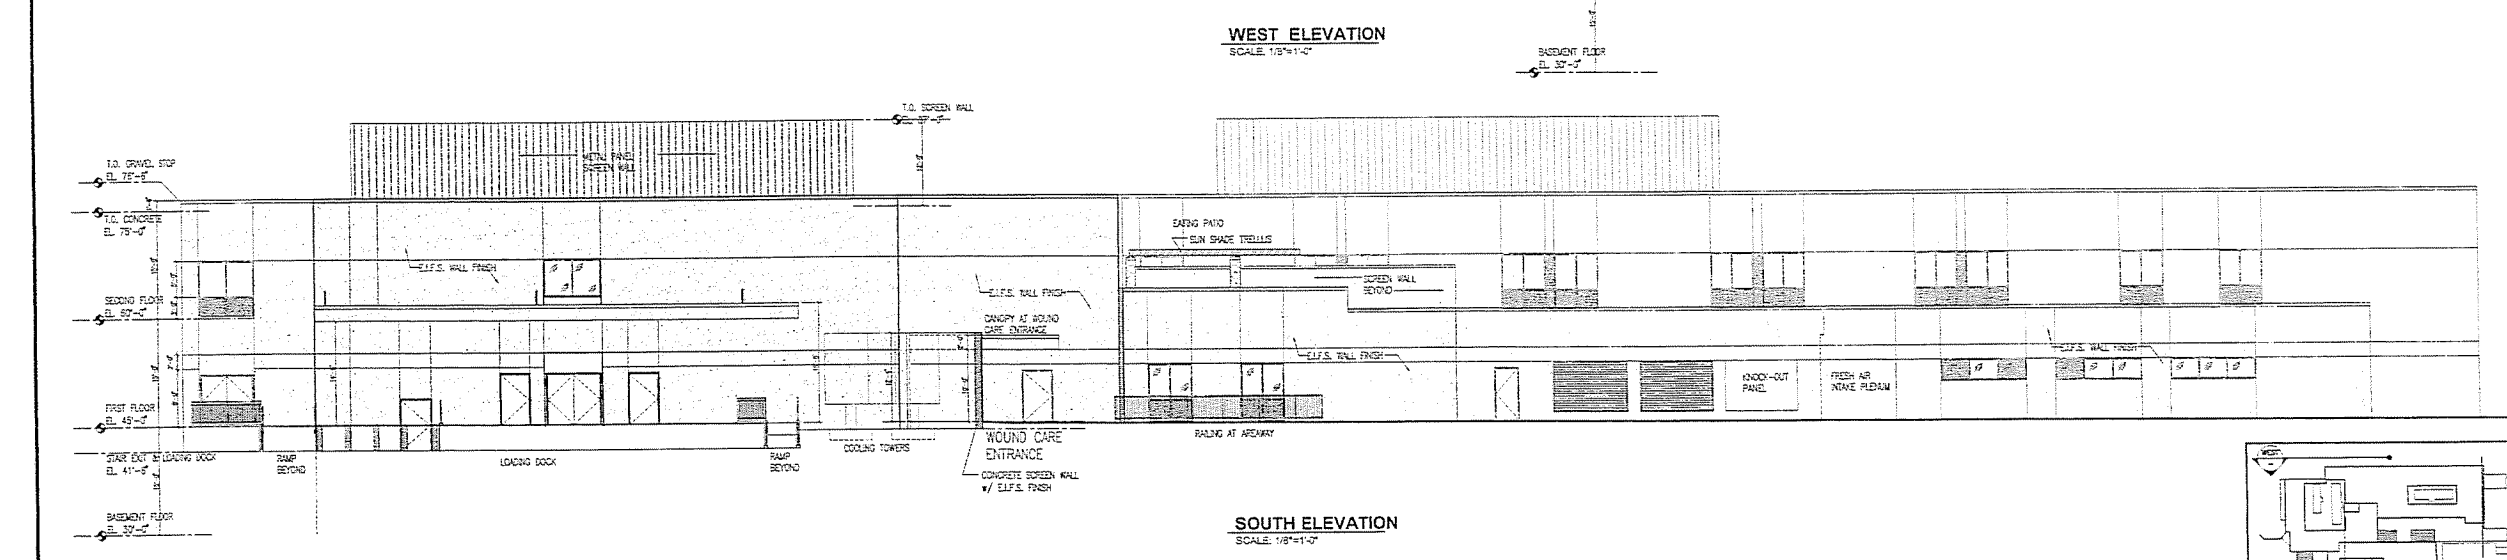 WEST ELEVATION
SCALE: 1/8"=1'-0"
BASEMENT FLOOR
EL 30'-0"
T.O. SCREEN WALL
EL 87'-0"
T.O. GRAVEL STOP
EL 75'-6"
METAL PANEL
SCREEN WALL
T.O. CONCRETE
EL 75'-0"
EATING PATIO
SUN SHADE TRELLIS
E.I.F.S. WALL FINISH
SCREEN WALL
BEYOND
E.I.F.S. WALL FINISH
SECOND FLOOR
EL 60'-0"
CANOPY AT WOUND
CARE ENTRANCE
E.I.F.S. WALL FINISH
E.I.F.S. WALL FINISH
KNOCK-OUT
PANEL
FRESH AIR
INTAKE PLENUM
FIRST FLOOR
EL 45'-0"
STAIR EXIT & LOADING DOCK
EL 41'-6"
RAMP
BEYOND
LOADING DOCK
RAMP
BEYOND
COOLING TOWERS
WOUND CARE
ENTRANCE
RAILING AT AREAWAY
CONCRETE SCREEN WALL
w/ E.I.F.S. FINISH
WEST
BASEMENT FLOOR
EL 30'-0"
SOUTH ELEVATION
SCALE: 1/8"=1'-0"